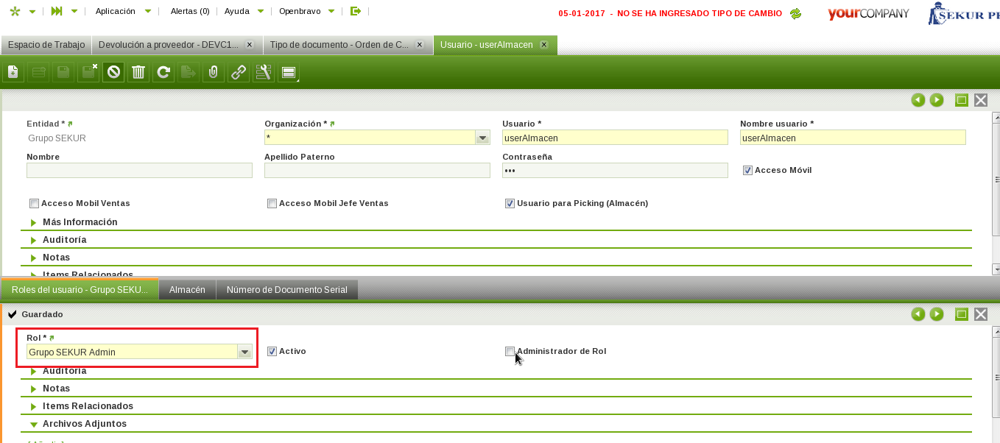 Aplicación Alertas (0) Ayuda Openbravo
05-01-2017 - NO SE HA INGRESADO TIPO DE CAMBIO
yourCOMPANY
SEKUR
Espacio de Trabajo Devolución a proveedor - DEVC1... Tipo de documento - Orden de C... Usuario - userAlmacen
Entidad * Organización * Usuario * Nombre usuario *
Grupo SEKUR * userAlmacen userAlmacen
Nombre Apellido Paterno Contraseña
••• Acceso Móvil
Acceso Mobil Ventas Acceso Mobil Jefe Ventas Usuario para Picking (Almacén)
Más Información
Auditoría
Notas
Items Relacionados
Roles del usuario - Grupo SEKU... Almacén Número de Documento Serial
Guardado
Rol *
Grupo SEKUR Admin Activo Administrador de Rol
Auditoría
Notas
Items Relacionados
Archivos Adjuntos